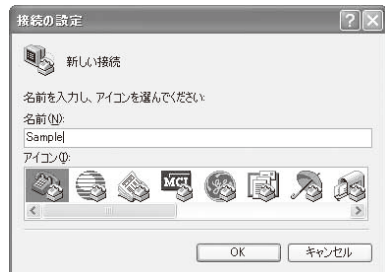 接続の設定
新しい接続
名前を入力し、アイコンを選んでください:
名前(N):
Sample
アイコン(I):
MCI
OK
キャンセル